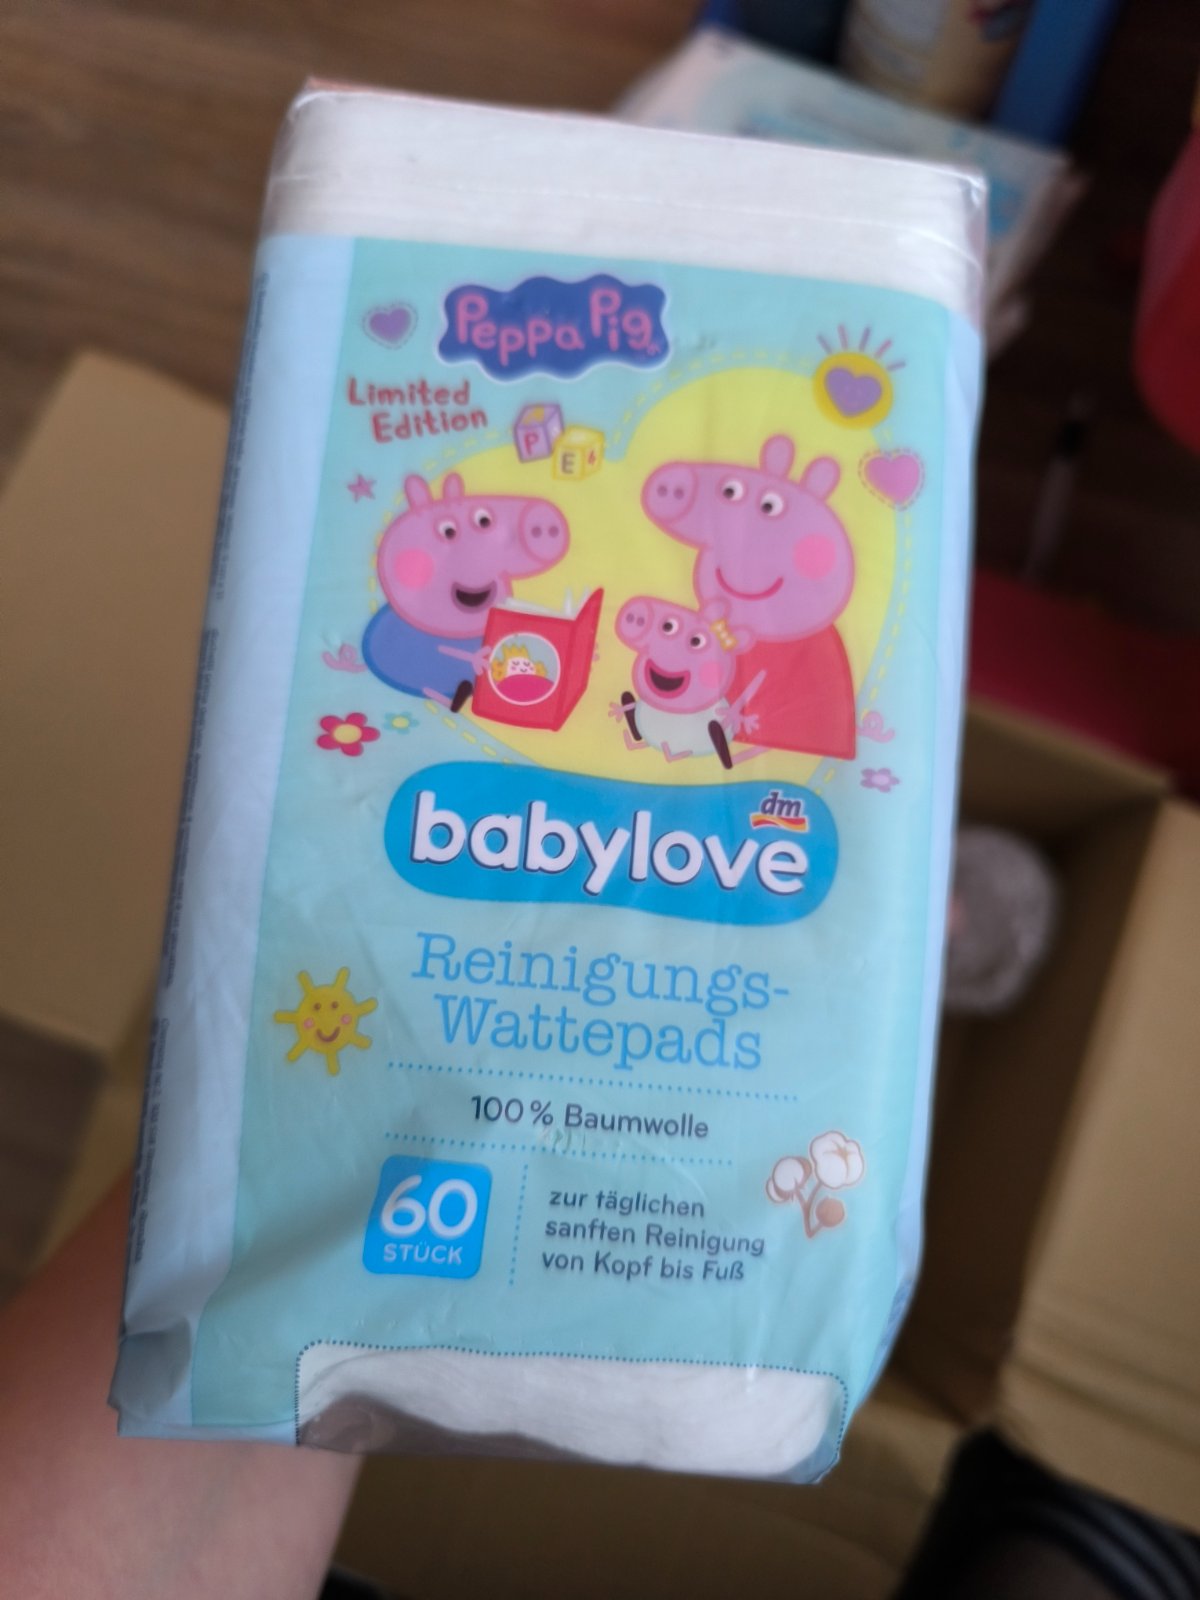 Peppa Pig
Limited
Edition
P
E
dm
babylove
Reinigungs-
Wattepads
100% Baumwolle
60
STÜCK
zur täglichen
sanften Reinigung
von Kopf bis Fuß